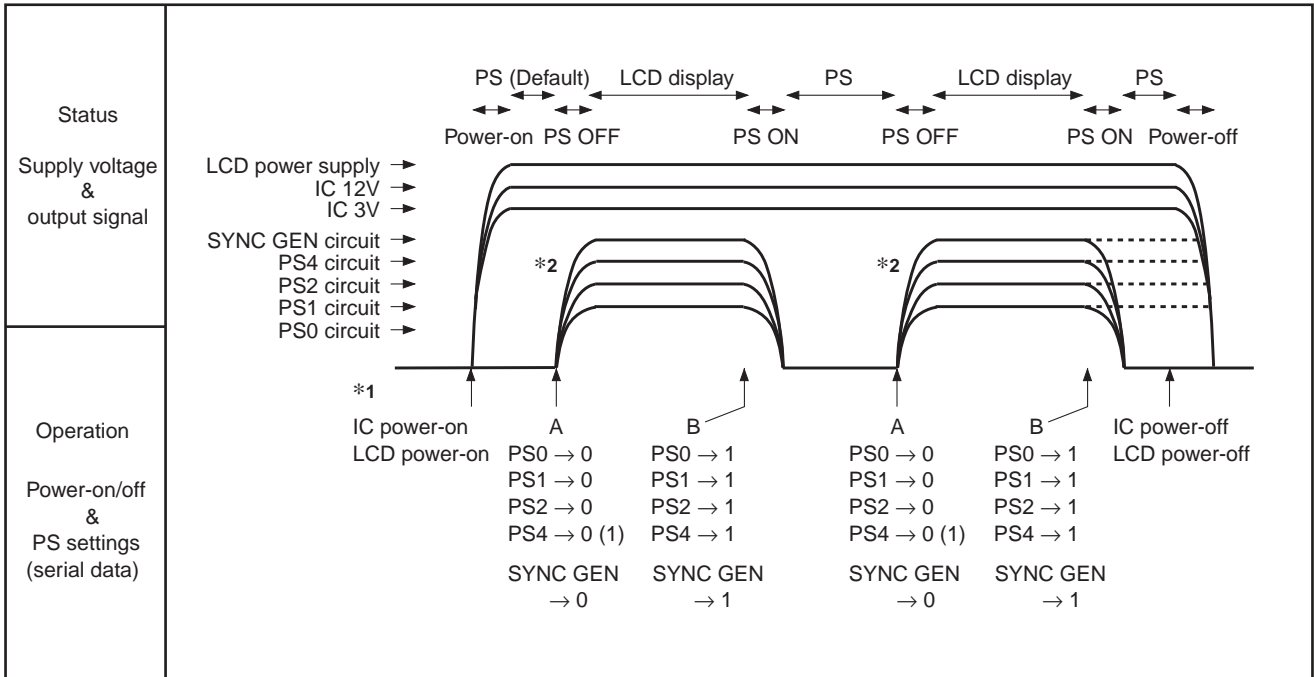 Status
Supply voltage
&
output signal
PS (Default) LCD display PS LCD display PS
Power-on PS OFF PS ON PS OFF PS ON Power-off
LCD power supply
IC 12V
IC 3V
SYNC GEN circuit
PS4 circuit
PS2 circuit
PS1 circuit
PS0 circuit
*2 *2
*1
Operation
Power-on/off
&
PS settings
(serial data)
IC power-on A B A B IC power-off
LCD power-on PS0 → 0 PS0 → 1 PS0 → 0 PS0 → 1 LCD power-off
PS1 → 0 PS1 → 1 PS1 → 0 PS1 → 1
PS2 → 0 PS2 → 1 PS2 → 0 PS2 → 1
PS4 → 0 (1) PS4 → 1 PS4 → 0 (1) PS4 → 1
SYNC GEN SYNC GEN SYNC GEN SYNC GEN
→ 0 → 1 → 0 → 1